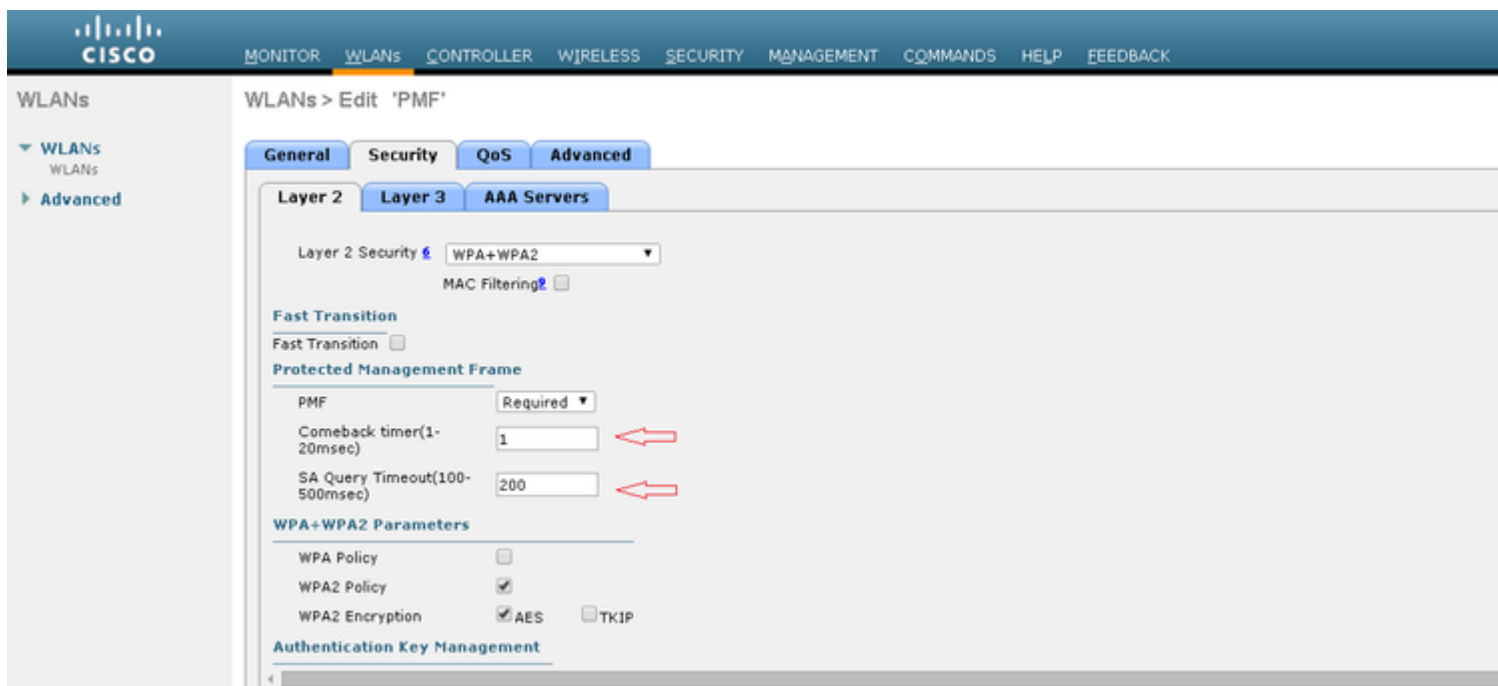 CISCO
MONITOR WLANs CONTROLLER WIRELESS SECURITY MANAGEMENT COMMANDS HELP FEEDBACK
WLANs
WLANs
WLANs
Advanced
WLANs > Edit 'PMF'
General Security QoS Advanced
Layer 2 Layer 3 AAA Servers
Layer 2 Security 6 WPA+WPA2
MAC Filtering 9
Fast Transition
Fast Transition
Protected Management Frame
PMF Required
Comeback timer(1-
20msec) 1
SA Query Timeout(100-
500msec) 200
WPA+WPA2 Parameters
WPA Policy
WPA2 Policy
WPA2 Encryption AES TKIP
Authentication Key Management